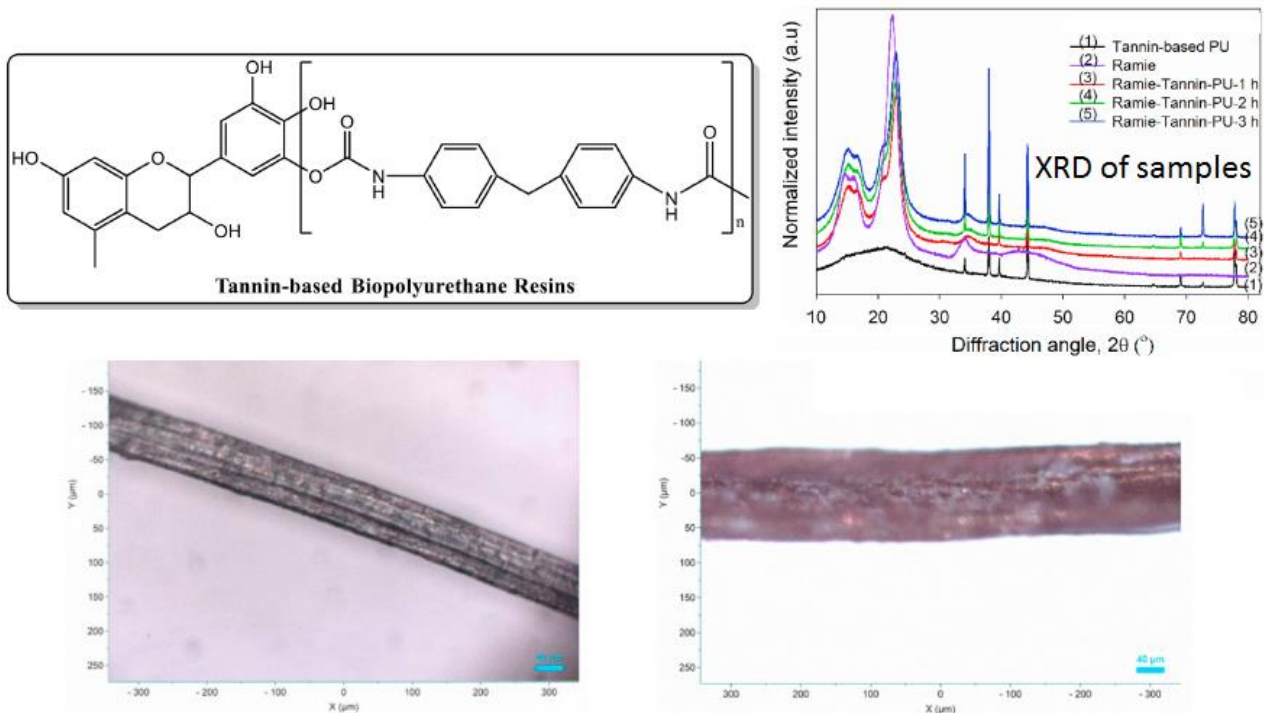 OH
HO
O
OH
OH
O
O
NH
N
H
O
n
Tannin-based Biopolyurethane Resins
Normalized intensity (a.u)
(1) Tannin-based PU
(2) Ramie
(3) Ramie-Tannin-PU-1 h
(4) Ramie-Tannin-PU-2 h
(5) Ramie-Tannin-PU-3 h
XRD of samples
(5)
(4)
(3)
(2)
(1)
10 20 30 40 50 60 70 80
Diffraction angle, 2θ (°)
- 150
- 100
-50
0
50
100
150
200
250
Y (µm)
- 300 - 200 - 100 0 100 200 300
X (µm)
- 150
- 100
-50
0
50
100
150
200
250
Y (µm)
40 µm
300 200 100 0 - 100 - 200 - 300
X (µm)